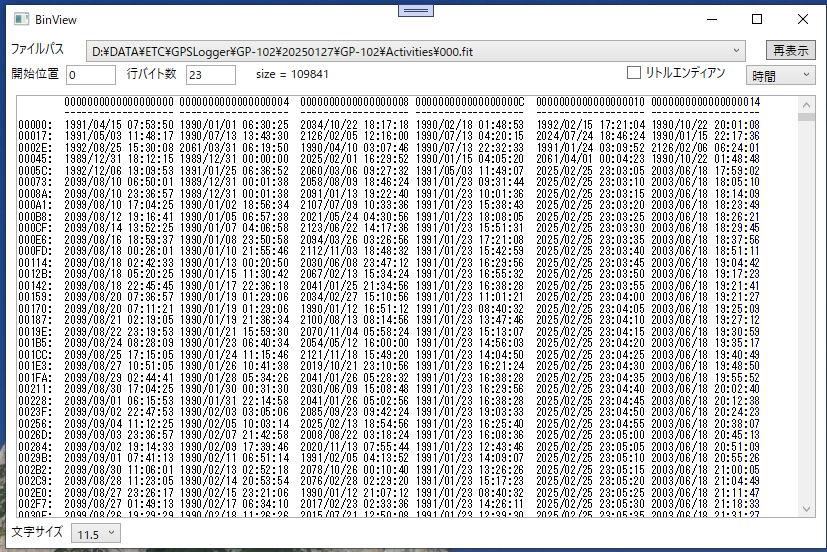 BinView
ファイルパス D:¥DATA¥ETC¥GPSLogger¥GP-102¥20250127¥GP-102¥Activities¥000.fit 再表示
開始位置 0 行バイト数 23 size = 109841 リトルエンディアン 時間
0000000000000000 0000000000000004 0000000000000008 000000000000000C 0000000000000010 0000000000000014
00000: 1991/04/15 07:53:50 1990/01/01 06:30:25 2034/10/22 18:17:18 1990/02/18 01:48:53 1992/02/15 17:21:04 1990/10/22 20:01:08
00017: 1991/05/03 11:48:17 1990/07/13 13:43:30 2126/02/05 12:16:00 1990/07/13 04:20:15 2024/07/24 18:46:24 1990/01/15 22:17:36
0002E: 1992/08/25 15:30:08 2061/03/31 06:19:50 1990/04/10 03:07:46 1990/07/13 22:32:33 1991/01/24 03:09:52 2126/02/06 06:24:01
00045: 1989/12/31 18:12:15 1989/12/31 00:00:00 2025/02/01 16:29:52 1990/01/15 04:05:20 2061/04/01 00:04:23 1990/10/22 01:48:48
0005C: 1992/12/06 19:09:53 1991/01/25 06:36:52 2060/03/06 09:27:32 1991/05/03 11:49:07 2025/02/25 23:03:05 2003/06/18 17:59:02
00073: 2099/08/10 06:50:01 1989/12/31 00:01:38 2058/08/09 18:46:24 1991/01/23 09:31:44 2025/02/25 23:03:10 2003/06/18 18:05:10
0008A: 2099/08/10 23:36:57 1989/12/31 00:01:38 2091/01/13 19:22:40 1991/01/23 10:01:36 2025/02/25 23:03:15 2003/06/18 18:14:09
000A1: 2099/08/10 17:04:25 1990/01/02 18:56:34 2107/07/09 10:33:36 1991/01/23 15:38:43 2025/02/25 23:03:20 2003/06/18 18:23:49
000B8: 2099/08/12 19:16:41 1990/01/05 06:57:38 2021/05/24 04:30:56 1991/01/23 18:08:05 2025/02/25 23:03:25 2003/06/18 18:26:21
000CF: 2099/08/14 13:52:25 1990/01/07 04:06:58 2123/06/22 14:17:36 1991/01/23 15:51:31 2025/02/25 23:03:30 2003/06/18 18:29:45
000E6: 2099/08/16 18:59:37 1990/01/08 23:50:58 2094/03/26 03:26:56 1991/01/23 17:21:08 2025/02/25 23:03:35 2003/06/18 18:37:56
000FD: 2099/08/18 00:26:01 1990/01/10 21:55:46 2112/11/03 18:48:32 1991/01/23 15:42:59 2025/02/25 23:03:40 2003/06/18 18:51:11
00114: 2099/08/18 02:42:33 1990/01/13 00:20:50 2030/06/08 23:47:12 1991/01/23 16:29:56 2025/02/25 23:03:45 2003/06/18 19:04:42
0012B: 2099/08/18 05:20:25 1990/01/15 11:30:42 2067/02/13 15:34:24 1991/01/23 16:55:32 2025/02/25 23:03:50 2003/06/18 19:17:23
00142: 2099/08/18 22:45:45 1990/01/17 22:36:18 2041/01/25 21:34:56 1991/01/23 16:38:28 2025/02/25 23:03:55 2003/06/18 19:21:41
00159: 2099/08/20 07:36:57 1990/01/19 01:29:06 2034/02/27 15:10:56 1991/01/23 11:01:21 2025/02/25 23:04:00 2003/06/18 19:21:27
00170: 2099/08/20 07:11:21 1990/01/19 01:29:06 1990/01/12 16:51:12 1991/01/23 08:40:32 2025/02/25 23:04:05 2003/06/18 19:25:09
00187: 2099/08/21 02:19:05 1990/01/19 21:36:34 2100/08/13 08:14:56 1991/01/23 13:47:46 2025/02/25 23:04:10 2003/06/18 19:27:12
0019E: 2099/08/22 23:19:53 1990/01/21 15:59:30 2070/11/04 05:58:24 1991/01/23 15:13:07 2025/02/25 23:04:15 2003/06/18 19:30:59
001B5: 2099/08/24 08:28:09 1990/01/23 06:40:34 2054/05/12 16:00:00 1991/01/23 14:56:03 2025/02/25 23:04:20 2003/06/18 19:35:17
001CC: 2099/08/25 17:15:05 1990/01/24 11:15:46 2121/11/18 15:49:20 1991/01/23 14:04:50 2025/02/25 23:04:25 2003/06/18 19:40:49
001E3: 2099/08/27 10:51:05 1990/01/26 10:41:38 2019/10/21 23:10:56 1991/01/23 16:21:24 2025/02/25 23:04:30 2003/06/18 19:48:50
001FA: 2099/08/29 02:44:41 1990/01/28 05:34:26 2041/01/26 05:28:32 1991/01/23 16:38:28 2025/02/25 23:04:35 2003/06/18 19:55:52
00211: 2099/08/30 17:04:25 1990/01/30 00:31:30 2030/06/09 15:08:48 1991/01/23 16:29:56 2025/02/25 23:04:40 2003/06/18 20:02:40
00228: 2099/09/01 06:15:53 1990/01/31 22:14:58 2041/01/26 05:02:56 1991/01/23 16:38:28 2025/02/25 23:04:45 2003/06/18 20:12:38
0023F: 2099/09/02 22:47:53 1990/02/03 03:05:06 2085/09/23 09:42:24 1991/01/23 19:03:33 2025/02/25 23:04:50 2003/06/18 20:24:23
00256: 2099/09/04 11:12:25 1990/02/05 10:03:14 2025/02/13 18:54:56 1991/01/23 16:25:40 2025/02/25 23:04:55 2003/06/18 20:38:07
0026D: 2099/09/03 23:36:57 1990/02/07 21:42:58 2008/08/22 03:18:24 1991/01/23 16:08:36 2025/02/25 23:05:00 2003/06/18 20:45:13
00284: 2099/09/02 19:14:33 1990/02/09 17:39:46 2020/11/13 07:55:44 1991/01/23 12:43:46 2025/02/25 23:05:05 2003/06/18 20:51:09
0029B: 2099/09/01 07:41:13 1990/02/11 06:51:14 1991/02/05 04:13:52 1991/01/23 14:09:07 2025/02/25 23:05:10 2003/06/18 20:55:26
002B2: 2099/08/30 11:06:01 1990/02/13 02:52:18 2078/10/26 00:10:40 1991/01/23 13:26:26 2025/02/25 23:05:15 2003/06/18 21:00:05
002C9: 2099/08/28 11:23:05 1990/02/14 20:53:54 2076/02/28 02:29:20 1991/01/23 15:17:23 2025/02/25 23:05:20 2003/06/18 21:04:49
002E0: 2099/08/27 23:26:17 1990/02/15 23:21:06 1990/01/12 21:07:12 1991/01/23 08:40:32 2025/02/25 23:05:25 2003/06/18 21:11:47
002F7: 2099/08/27 01:49:13 1990/02/17 06:34:10 2017/02/23 02:33:36 1991/01/23 14:26:11 2025/02/25 23:05:30 2003/06/18 21:18:33
文字サイズ 11.5